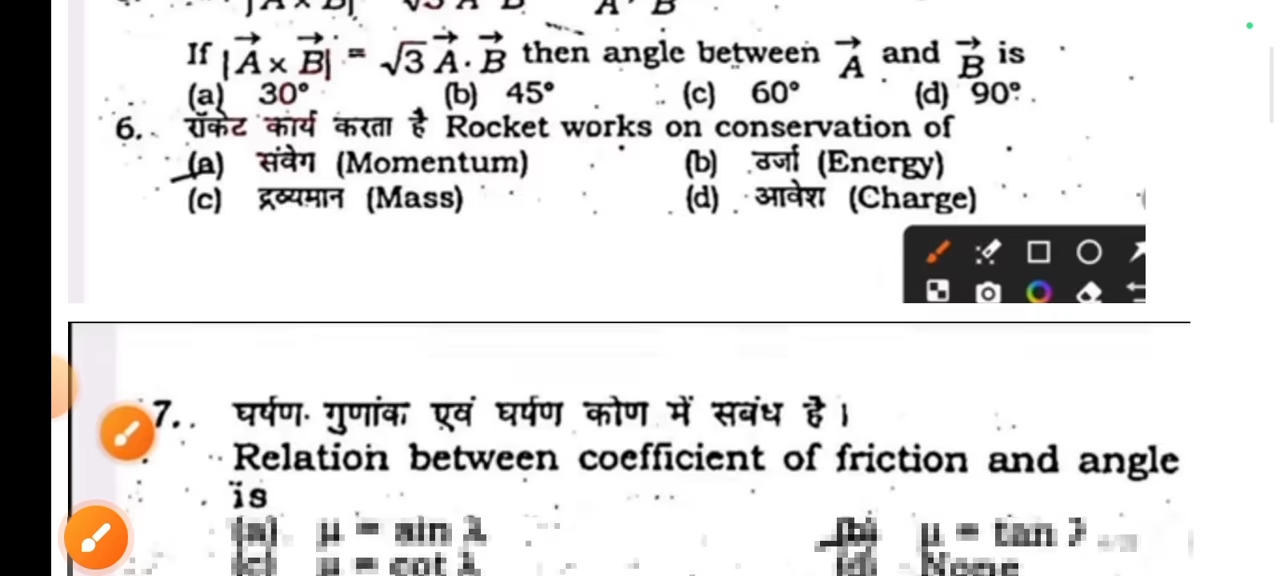 If |A⃗ × B⃗| = √3 A⃗ · B⃗ then angle between A⃗ and B⃗ is
(a) 30° (b) 45° (c) 60° (d) 90°
6. रॉकेट कार्य करता है Rocket works on conservation of
(a) संवेग (Momentum) (b) उर्जा (Energy)
(c) द्रव्यमान (Mass) (d) आवेश (Charge)
7. घर्षण गुणांक एवं घर्षण कोण में सबंध है।
Relation between coefficient of friction and angle
is
(a) μ = sin λ (b) μ = tan λ
(c) μ = cot λ (d) None